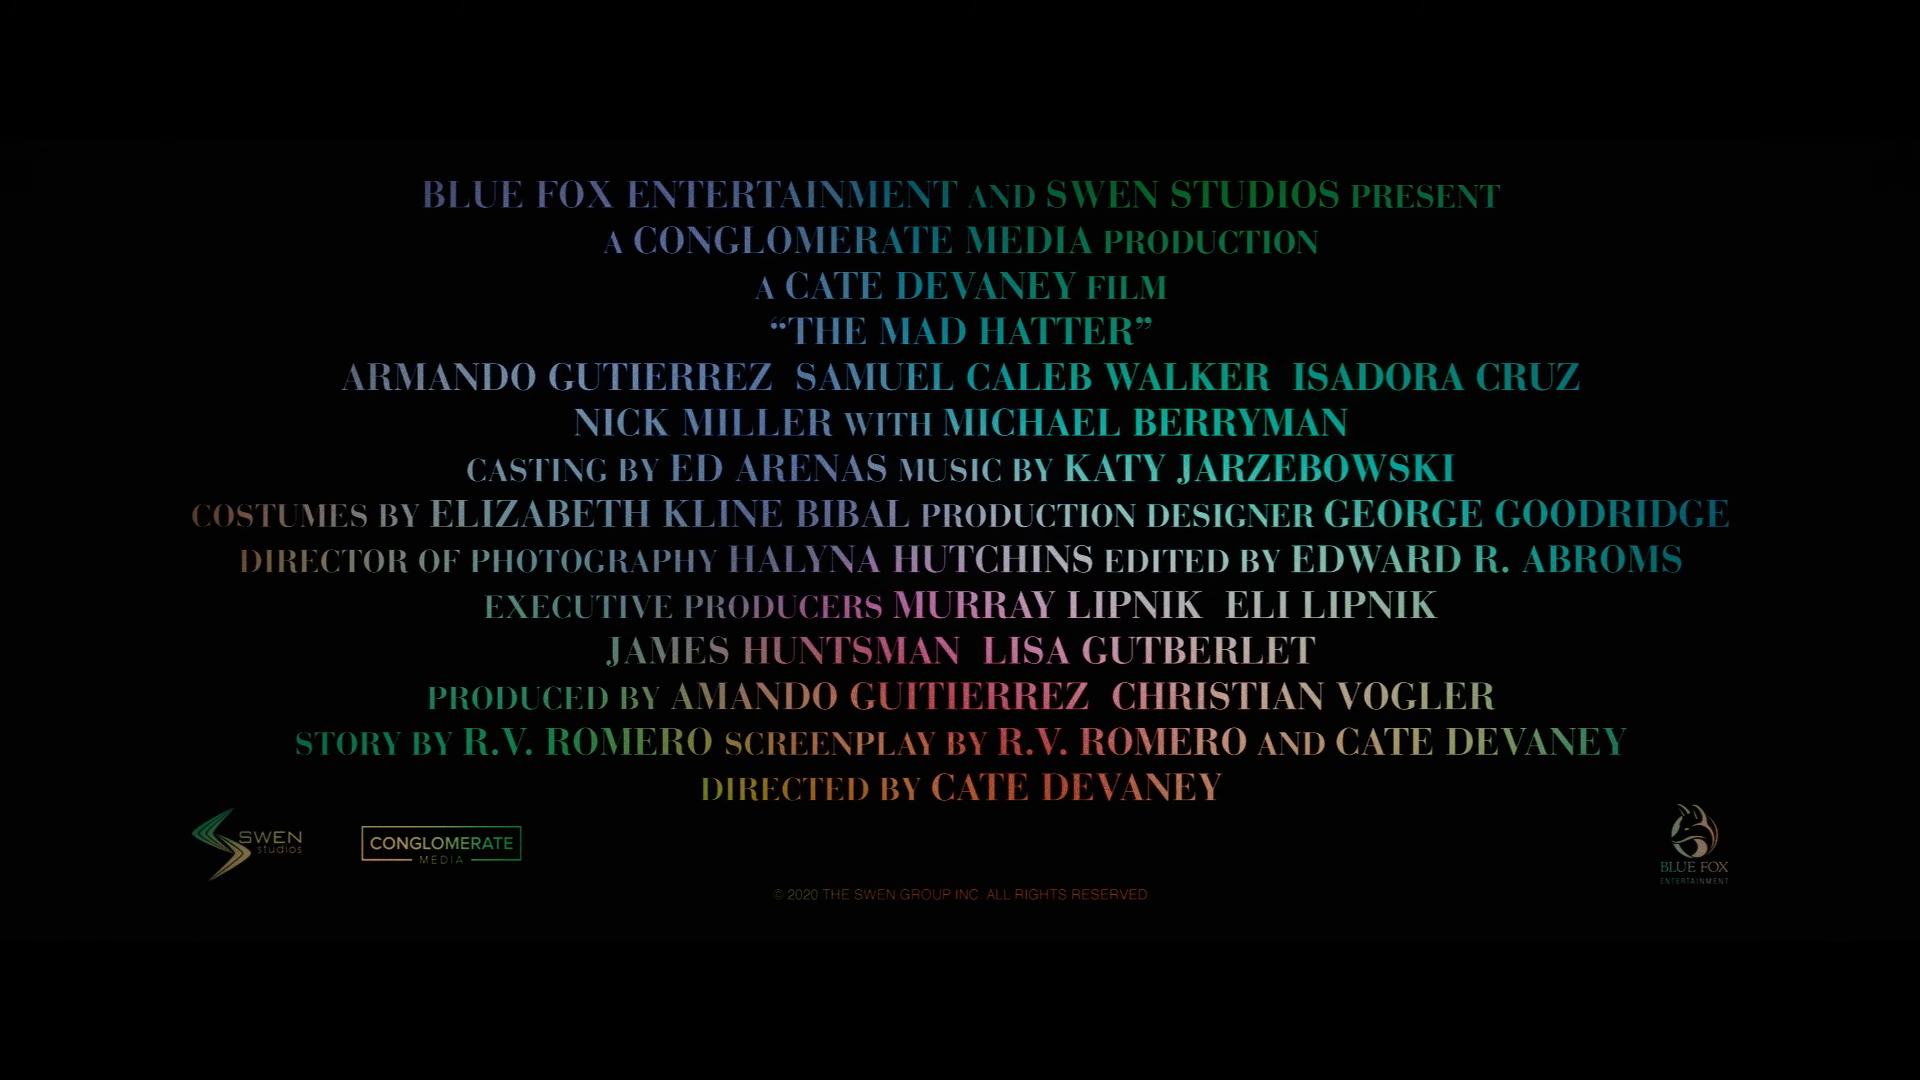 BLUE FOX ENTERTAINMENT AND SWEN STUDIOS PRESENT
A CONGLOMERATE MEDIA PRODUCTION
A CATE DEVANEY FILM
“THE MAD HATTER”
ARMANDO GUTIERREZ SAMUEL CALEB WALKER ISADORA CRUZ
NICK MILLER WITH MICHAEL BERRYMAN
CASTING BY ED ARENAS MUSIC BY KATY JARZEBOWSKI
COSTUMES BY ELIZABETH KLINE BIBAL PRODUCTION DESIGNER GEORGE GOODRIDGE
DIRECTOR OF PHOTOGRAPHY HALYNA HUTCHINS EDITED BY EDWARD R. ABROMS
EXECUTIVE PRODUCERS MURRAY LIPNIK ELI LIPNIK
JAMES HUNTSMAN LISA GUTBERLET
PRODUCED BY AMANDO GUITIERREZ CHRISTIAN VOGLER
STORY BY R.V. ROMERO SCREENPLAY BY R.V. ROMERO AND CATE DEVANEY
DIRECTED BY CATE DEVANEY
SWEN
studios
CONGLOMERATE
MEDIA
BLUE FOX
ENTERTAINMENT
© 2020 THE SWEN GROUP INC. ALL RIGHTS RESERVED